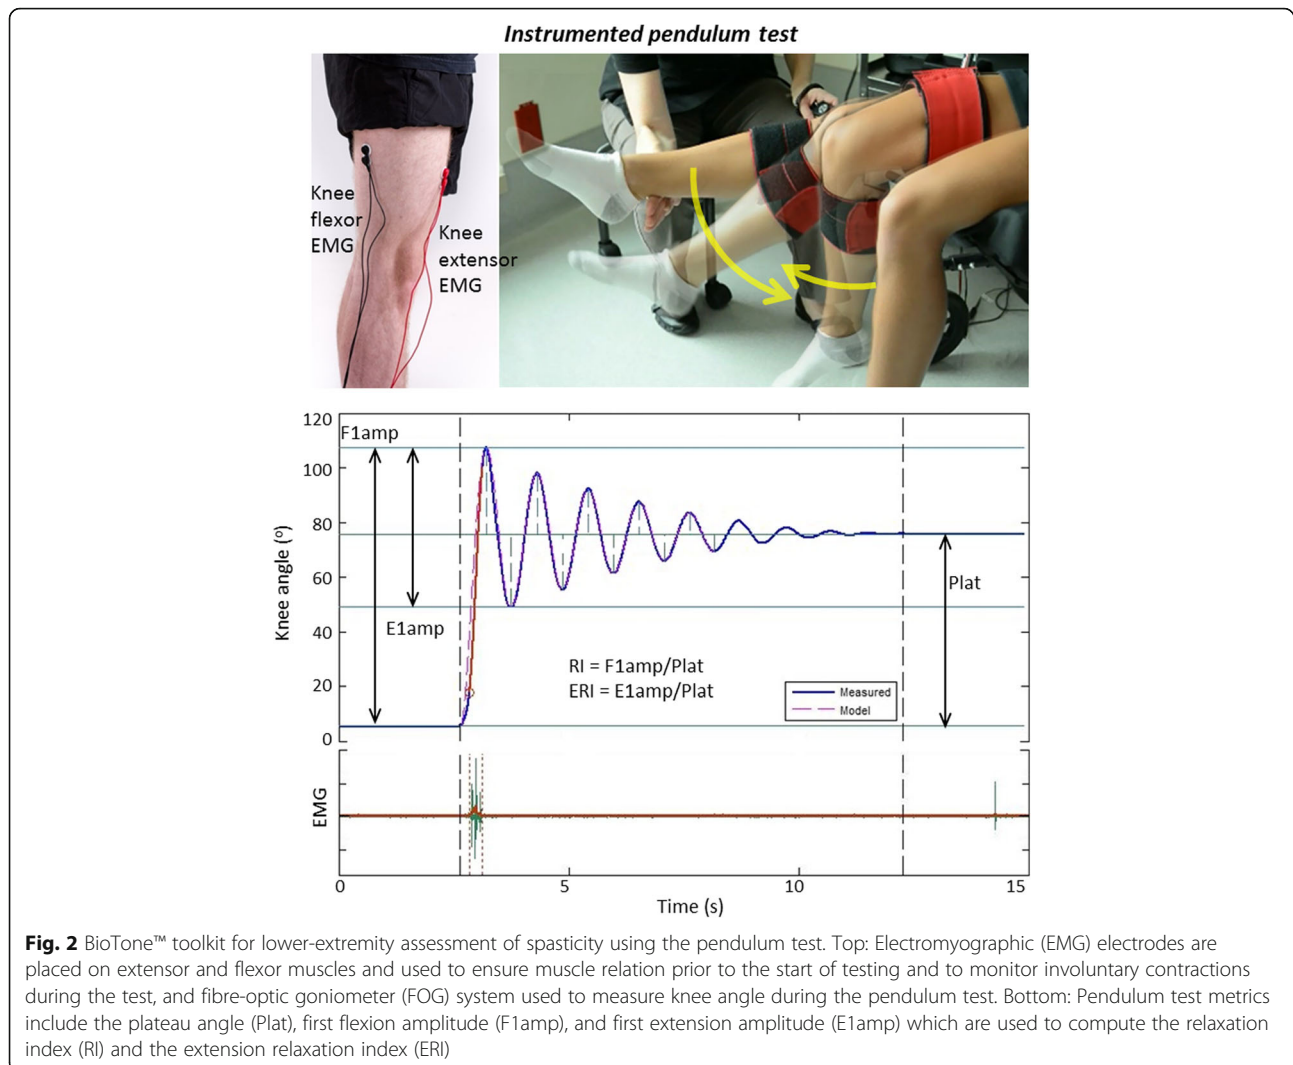 Instrumented pendulum test
Knee
flexor
EMG
Knee
extensor
EMG
120
F1amp
100
80
60
40
20
0
Knee angle (º)
E1amp
Plat
RI = F1amp/Plat
ERI = E1amp/Plat
Measured
Model
EMG
0
5
10
15
Time (s)
Fig. 2 BioTone™ toolkit for lower-extremity assessment of spasticity using the pendulum test. Top: Electromyographic (EMG) electrodes are
placed on extensor and flexor muscles and used to ensure muscle relation prior to the start of testing and to monitor involuntary contractions
during the test, and fibre-optic goniometer (FOG) system used to measure knee angle during the pendulum test. Bottom: Pendulum test metrics
include the plateau angle (Plat), first flexion amplitude (F1amp), and first extension amplitude (E1amp) which are used to compute the relaxation
index (RI) and the extension relaxation index (ERI)